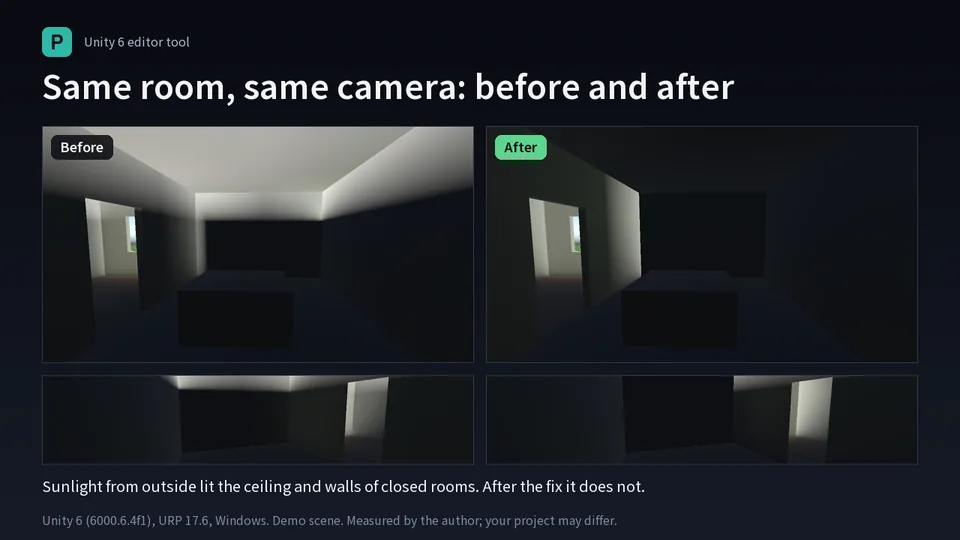 P
Unity 6 editor tool
Same room, same camera: before and after
Before
After
Sunlight from outside lit the ceiling and walls of closed rooms. After the fix it does not.
Unity 6 (6000.6.4f1), URP 17.6, Windows. Demo scene. Measured by the author; your project may differ.